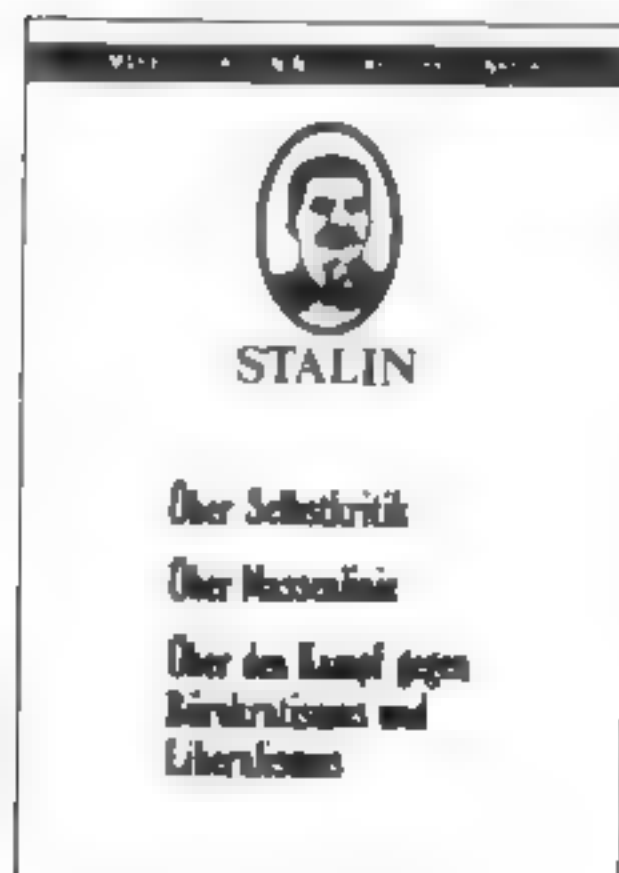 STALIN
Über Selbstkritik
Über Massenlinie
Über den Kampf gegen
Bürokratismus und
Liberalismus